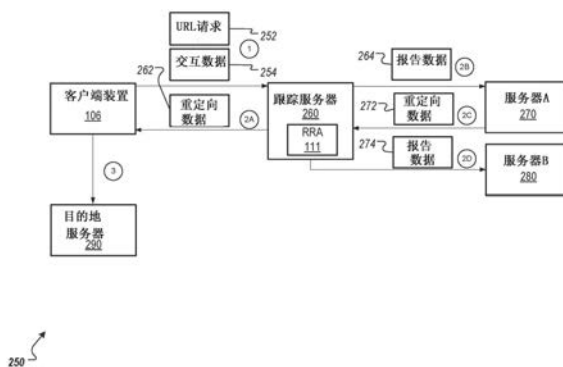 URL请求
252
1
交互数据
254
262
重定向
数据
2A
客户端装置
106
3
目的地
服务器
290
跟踪服务器
260
RRA
111
264
报告数据
2B
272
重定向
数据
2C
274
报告
数据
2D
服务器A
270
服务器B
280
250